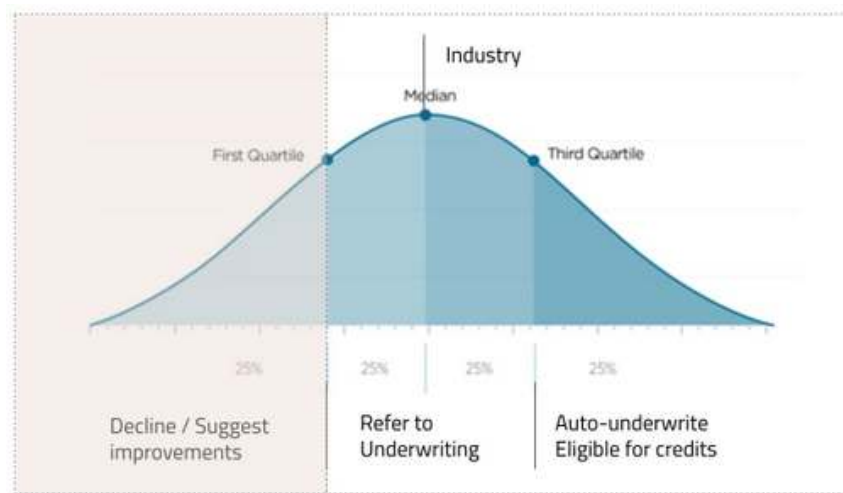 Industry
Median
First Quartile
Third Quartile
25%
25%
25%
25%
Decline / Suggest
improvements
Refer to
Underwriting
Auto-underwrite
Eligible for credits